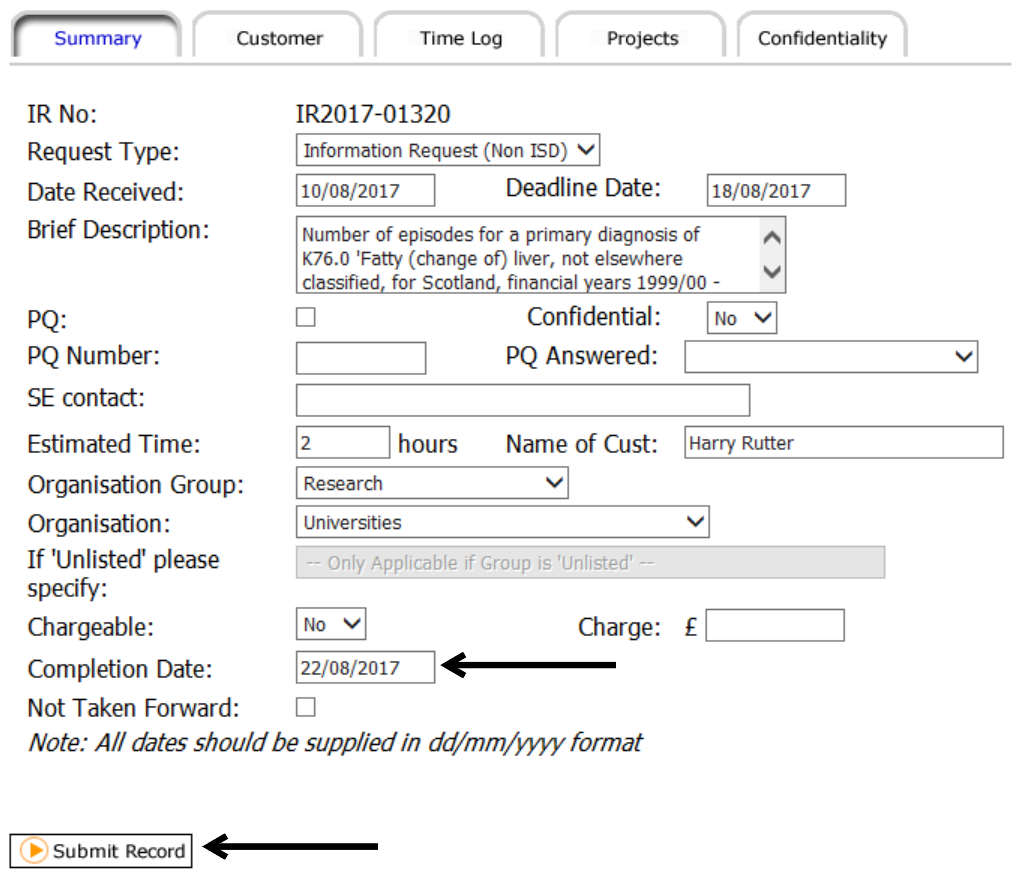 Summary Customer Time Log Projects Confidentiality
IR No: IR2017-01320
Request Type: Information Request (Non ISD)
Date Received: 10/08/2017 Deadline Date: 18/08/2017
Brief Description: Number of episodes for a primary diagnosis of
K76.0 'Fatty (change of) liver, not elsewhere
classified, for Scotland, financial years 1999/00 -
PQ: Confidential: No
PQ Number: PQ Answered:
SE contact:
Estimated Time: 2 hours Name of Cust: Harry Rutter
Organisation Group: Research
Organisation: Universities
If 'Unlisted' please
specify:
-- Only Applicable if Group is 'Unlisted' --
Chargeable: No Charge: £
Completion Date: 22/08/2017
Not Taken Forward:
Note: All dates should be supplied in dd/mm/yyyy format
Submit Record